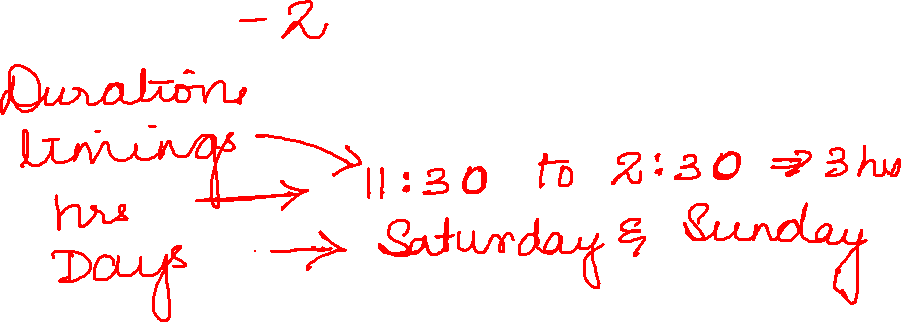 - 2
Duration
timings
hrs → 11:30 to 2:30 ⇒ 3 hrs
Days → Saturday & Sunday